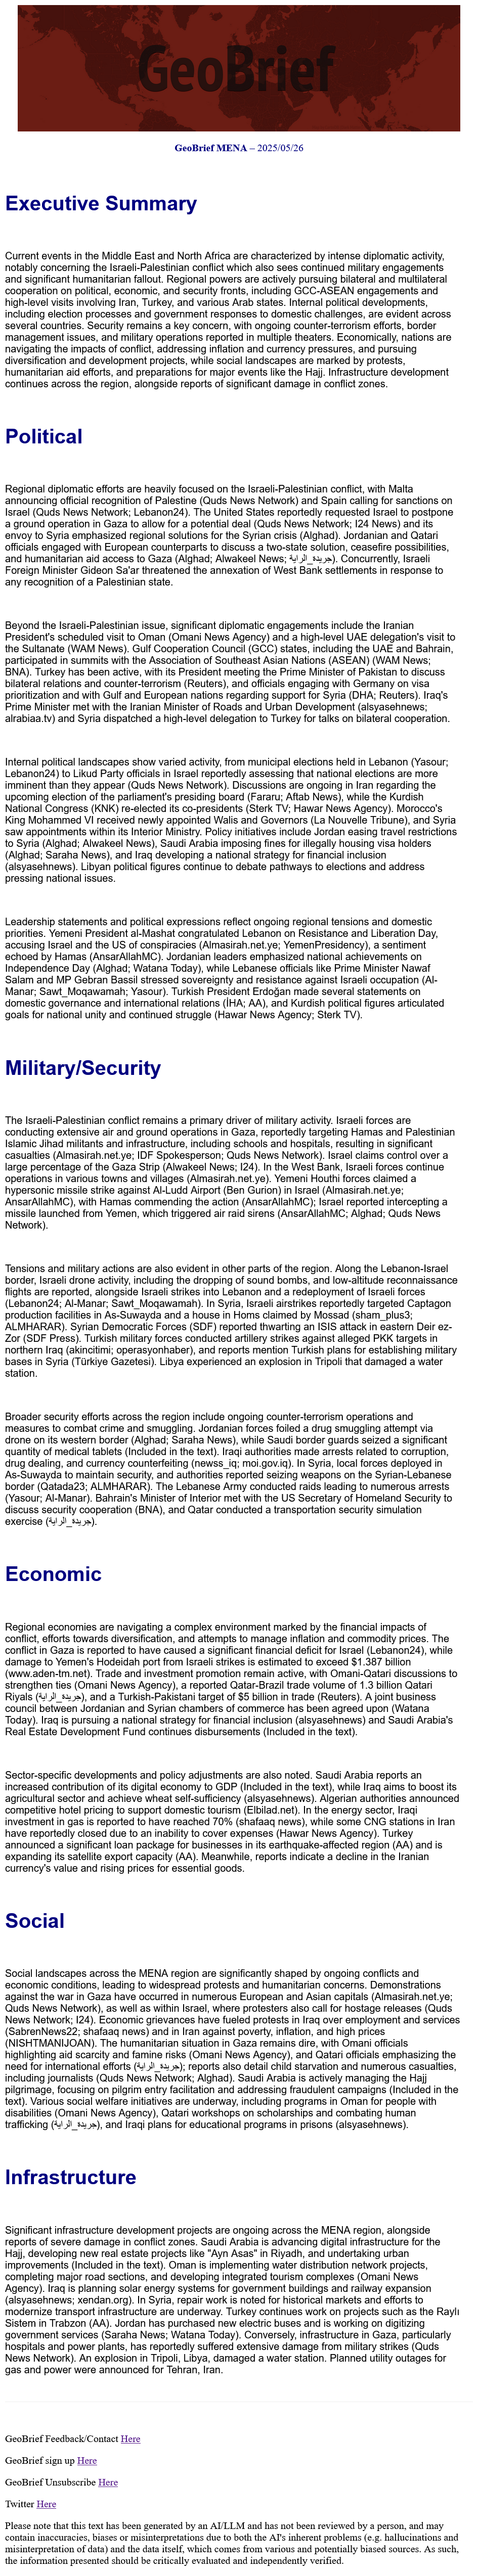 GeoBrief
GeoBrief MENA – 2025/05/26
Executive Summary
Current events in the Middle East and North Africa are characterized by intense diplomatic activity,
notably concerning the Israeli-Palestinian conflict which also sees continued military engagements
and significant humanitarian fallout. Regional powers are actively pursuing bilateral and multilateral
cooperation on political, economic, and security fronts, including GCC-ASEAN engagements and
high-level visits involving Iran, Turkey, and various Arab states. Internal political developments,
including election processes and government responses to domestic challenges, are evident across
several countries. Security remains a key concern, with ongoing counter-terrorism efforts, border
management issues, and military operations reported in multiple theaters. Economically, nations are
navigating the impacts of conflict, addressing inflation and currency pressures, and pursuing
diversification and development projects, while social landscapes are marked by protests,
humanitarian aid efforts, and preparations for major events like the Hajj. Infrastructure development
continues across the region, alongside reports of significant damage in conflict zones.
Political
Regional diplomatic efforts are heavily focused on the Israeli-Palestinian conflict, with Malta
announcing official recognition of Palestine (Quds News Network) and Spain calling for sanctions on
Israel (Quds News Network; Lebanon24). The United States reportedly requested Israel to postpone
a ground operation in Gaza to allow for a potential deal (Quds News Network; I24 News) and its
envoy to Syria emphasized regional solutions for the Syrian crisis (Alghad). Jordanian and Qatari
officials engaged with European counterparts to discuss a two-state solution, ceasefire possibilities,
and humanitarian aid access to Gaza (Alghad; Alwakeel News; جريدة_الراية). Concurrently, Israeli
Foreign Minister Gideon Sa'ar threatened the annexation of West Bank settlements in response to
any recognition of a Palestinian state.
Beyond the Israeli-Palestinian issue, significant diplomatic engagements include the Iranian
President's scheduled visit to Oman (Omani News Agency) and a high-level UAE delegation's visit to
the Sultanate (WAM News). Gulf Cooperation Council (GCC) states, including the UAE and Bahrain,
participated in summits with the Association of Southeast Asian Nations (ASEAN) (WAM News;
BNA). Turkey has been active, with its President meeting the Prime Minister of Pakistan to discuss
bilateral relations and counter-terrorism (Reuters), and officials engaging with Germany on visa
prioritization and with Gulf and European nations regarding support for Syria (DHA; Reuters). Iraq's
Prime Minister met with the Iranian Minister of Roads and Urban Development (alsyasehnews;
alrabiaa.tv) and Syria dispatched a high-level delegation to Turkey for talks on bilateral cooperation.
Internal political landscapes show varied activity, from municipal elections held in Lebanon (Yasour;
Lebanon24) to Likud Party officials in Israel reportedly assessing that national elections are more
imminent than they appear (Quds News Network). Discussions are ongoing in Iran regarding the
upcoming election of the parliament's presiding board (Fararu; Aftab News), while the Kurdish
National Congress (KNK) re-elected its co-presidents (Sterk TV; Hawar News Agency). Morocco's
King Mohammed VI received newly appointed Walis and Governors (La Nouvelle Tribune), and Syria
saw appointments within its Interior Ministry. Policy initiatives include Jordan easing travel restrictions
to Syria (Alghad; Alwakeel News), Saudi Arabia imposing fines for illegally housing visa holders
(Alghad; Saraha News), and Iraq developing a national strategy for financial inclusion
(alsyasehnews). Libyan political figures continue to debate pathways to elections and address
pressing national issues.
Leadership statements and political expressions reflect ongoing regional tensions and domestic
priorities. Yemeni President al-Mashat congratulated Lebanon on Resistance and Liberation Day,
accusing Israel and the US of conspiracies (Almasirah.net.ye; YemenPresidency), a sentiment
echoed by Hamas (AnsarAllahMC). Jordanian leaders emphasized national achievements on
Independence Day (Alghad; Watana Today), while Lebanese officials like Prime Minister Nawaf
Salam and MP Gebran Bassil stressed sovereignty and resistance against Israeli occupation (Al-
Manar; Sawt_Moqawamah; Yasour). Turkish President Erdoğan made several statements on
domestic governance and international relations (İHA; AA), and Kurdish political figures articulated
goals for national unity and continued struggle (Hawar News Agency; Sterk TV).
Military/Security
The Israeli-Palestinian conflict remains a primary driver of military activity. Israeli forces are
conducting extensive air and ground operations in Gaza, reportedly targeting Hamas and Palestinian
Islamic Jihad militants and infrastructure, including schools and hospitals, resulting in significant
casualties (Almasirah.net.ye; IDF Spokesperson; Quds News Network). Israel claims control over a
large percentage of the Gaza Strip (Alwakeel News; I24). In the West Bank, Israeli forces continue
operations in various towns and villages (Almasirah.net.ye). Yemeni Houthi forces claimed a
hypersonic missile strike against Al-Ludd Airport (Ben Gurion) in Israel (Almasirah.net.ye;
AnsarAllahMC), with Hamas commending the action (AnsarAllahMC); Israel reported intercepting a
missile launched from Yemen, which triggered air raid sirens (AnsarAllahMC; Alghad; Quds News
Network).
Tensions and military actions are also evident in other parts of the region. Along the Lebanon-Israel
border, Israeli drone activity, including the dropping of sound bombs, and low-altitude reconnaissance
flights are reported, alongside Israeli strikes into Lebanon and a redeployment of Israeli forces
(Lebanon24; Al-Manar; Sawt_Moqawamah). In Syria, Israeli airstrikes reportedly targeted Captagon
production facilities in As-Suwayda and a house in Homs claimed by Mossad (sham_plus3;
ALMHARAR). Syrian Democratic Forces (SDF) reported thwarting an ISIS attack in eastern Deir ez-
Zor (SDF Press). Turkish military forces conducted artillery strikes against alleged PKK targets in
northern Iraq (akincitimi; operasyonhaber), and reports mention Turkish plans for establishing military
bases in Syria (Türkiye Gazetesi). Libya experienced an explosion in Tripoli that damaged a water
station.
Broader security efforts across the region include ongoing counter-terrorism operations and
measures to combat crime and smuggling. Jordanian forces foiled a drug smuggling attempt via
drone on its western border (Alghad; Saraha News), while Saudi border guards seized a significant
quantity of medical tablets (Included in the text). Iraqi authorities made arrests related to corruption,
drug dealing, and currency counterfeiting (newss_iq; moi.gov.iq). In Syria, local forces deployed in
As-Suwayda to maintain security, and authorities reported seizing weapons on the Syrian-Lebanese
border (Qatada23; ALMHARAR). The Lebanese Army conducted raids leading to numerous arrests
(Yasour; Al-Manar). Bahrain's Minister of Interior met with the US Secretary of Homeland Security to
discuss security cooperation (BNA), and Qatar conducted a transportation security simulation
exercise (جريدة_الراية).
Economic
Regional economies are navigating a complex environment marked by the financial impacts of
conflict, efforts towards diversification, and attempts to manage inflation and commodity prices. The
conflict in Gaza is reported to have caused a significant financial deficit for Israel (Lebanon24), while
damage to Yemen's Hodeidah port from Israeli strikes is estimated to exceed $1.387 billion
(www.aden-tm.net). Trade and investment promotion remain active, with Omani-Qatari discussions to
strengthen ties (Omani News Agency), a reported Qatar-Brazil trade volume of 1.3 billion Qatari
Riyals (جريدة_الراية), and a Turkish-Pakistani target of $5 billion in trade (Reuters). A joint business
council between Jordanian and Syrian chambers of commerce has been agreed upon (Watana
Today). Iraq is pursuing a national strategy for financial inclusion (alsyasehnews) and Saudi Arabia's
Real Estate Development Fund continues disbursements (Included in the text).
Sector-specific developments and policy adjustments are also noted. Saudi Arabia reports an
increased contribution of its digital economy to GDP (Included in the text), while Iraq aims to boost its
agricultural sector and achieve wheat self-sufficiency (alsyasehnews). Algerian authorities announced
competitive hotel pricing to support domestic tourism (Elbilad.net). In the energy sector, Iraqi
investment in gas is reported to have reached 70% (shafaaq news), while some CNG stations in Iran
have reportedly closed due to an inability to cover expenses (Hawar News Agency). Turkey
announced a significant loan package for businesses in its earthquake-affected region (AA) and is
expanding its satellite export capacity (AA). Meanwhile, reports indicate a decline in the Iranian
currency's value and rising prices for essential goods.
Social
Social landscapes across the MENA region are significantly shaped by ongoing conflicts and
economic conditions, leading to widespread protests and humanitarian concerns. Demonstrations
against the war in Gaza have occurred in numerous European and Asian capitals (Almasirah.net.ye;
Quds News Network), as well as within Israel, where protesters also call for hostage releases (Quds
News Network; I24). Economic grievances have fueled protests in Iraq over employment and services
(SabrenNews22; shafaaq news) and in Iran against poverty, inflation, and high prices
(NISHTMANIJOAN). The humanitarian situation in Gaza remains dire, with Omani officials
highlighting aid scarcity and famine risks (Omani News Agency), and Qatari officials emphasizing the
need for international efforts (جريدة_الراية); reports also detail child starvation and numerous casualties,
including journalists (Quds News Network; Alghad). Saudi Arabia is actively managing the Hajj
pilgrimage, focusing on pilgrim entry facilitation and addressing fraudulent campaigns (Included in the
text). Various social welfare initiatives are underway, including programs in Oman for people with
disabilities (Omani News Agency), Qatari workshops on scholarships and combating human
trafficking (جريدة_الراية), and Iraqi plans for educational programs in prisons (alsyasehnews).
Infrastructure
Significant infrastructure development projects are ongoing across the MENA region, alongside
reports of severe damage in conflict zones. Saudi Arabia is advancing digital infrastructure for the
Hajj, developing new real estate projects like "Ayn Asas" in Riyadh, and undertaking urban
improvements (Included in the text). Oman is implementing water distribution network projects,
completing major road sections, and developing integrated tourism complexes (Omani News
Agency). Iraq is planning solar energy systems for government buildings and railway expansion
(alsyasehnews; xendan.org). In Syria, repair work is noted for historical markets and efforts to
modernize transport infrastructure are underway. Turkey continues work on projects such as the Raylı
Sistem in Trabzon (AA). Jordan has purchased new electric buses and is working on digitizing
government services (Saraha News; Watana Today). Conversely, infrastructure in Gaza, particularly
hospitals and power plants, has reportedly suffered extensive damage from military strikes (Quds
News Network). An explosion in Tripoli, Libya, damaged a water station. Planned utility outages for
gas and power were announced for Tehran, Iran.
GeoBrief Feedback/Contact Here
GeoBrief sign up Here
GeoBrief Unsubscribe Here
Twitter Here
Please note that this text has been generated by an AI/LLM and has not been reviewed by a person, and may
contain inaccuracies, biases or misinterpretations due to both the AI's inherent problems (e.g. hallucinations and
misinterpretation of data) and the data itself, which comes from various and potentially biased sources. As such,
the information presented should be critically evaluated and independently verified.